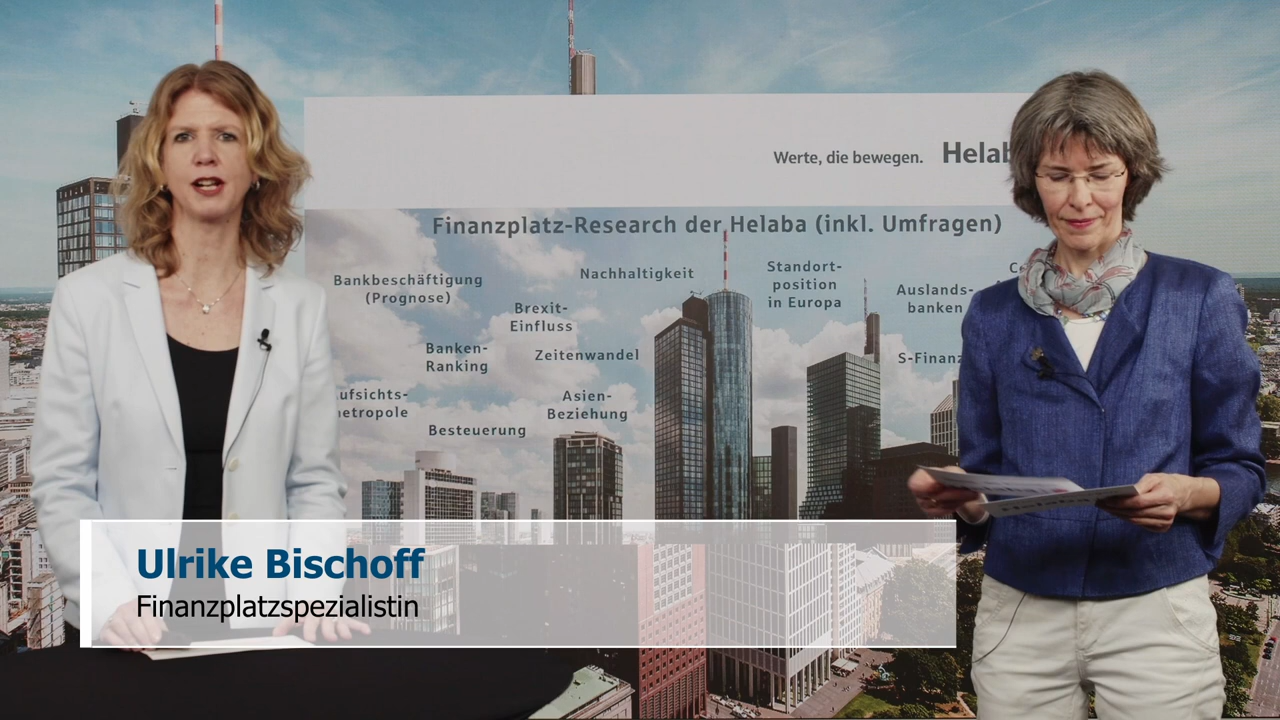 Werte, die bewegen.
Finanzplatz-Research der Helaba (inkl. Umfragen)
Bankbeschäftigung
(Prognose)
Nachhaltigkeit
Standort-
position
in Europa
Auslands-
banken
Brexit-
Einfluss
Banken-
Ranking
Zeitenwandel
Asien-
Beziehung
Besteuerung
Ulrike Bischoff
Finanzplatzspezialistin